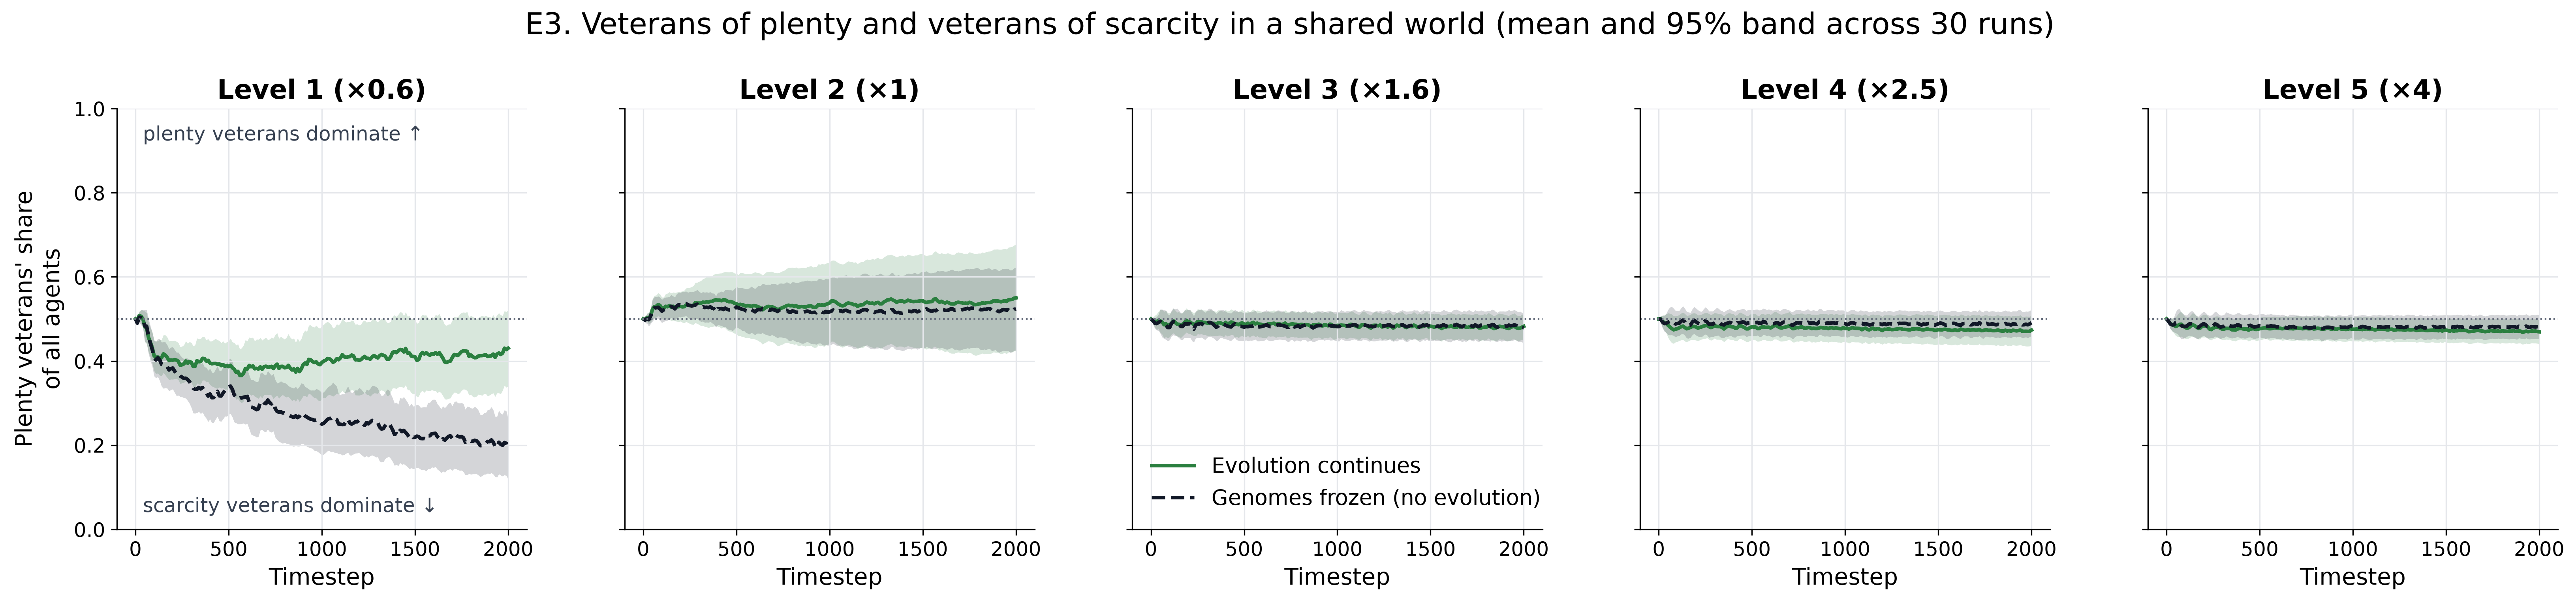 E3. Veterans of plenty and veterans of scarcity in a shared world (mean and 95% band across 30 runs)
Level 1 (×0.6)
Plenty veterans' share
of all agents
1.0
0.8
0.6
0.4
0.2
0.0
plenty veterans dominate ↑
scarcity veterans dominate ↓
0 500 1000 1500 2000
Timestep
Level 2 (×1)
0 500 1000 1500 2000
Timestep
Level 3 (×1.6)
Evolution continues
Genomes frozen (no evolution)
0 500 1000 1500 2000
Timestep
Level 4 (×2.5)
0 500 1000 1500 2000
Timestep
Level 5 (×4)
0 500 1000 1500 2000
Timestep